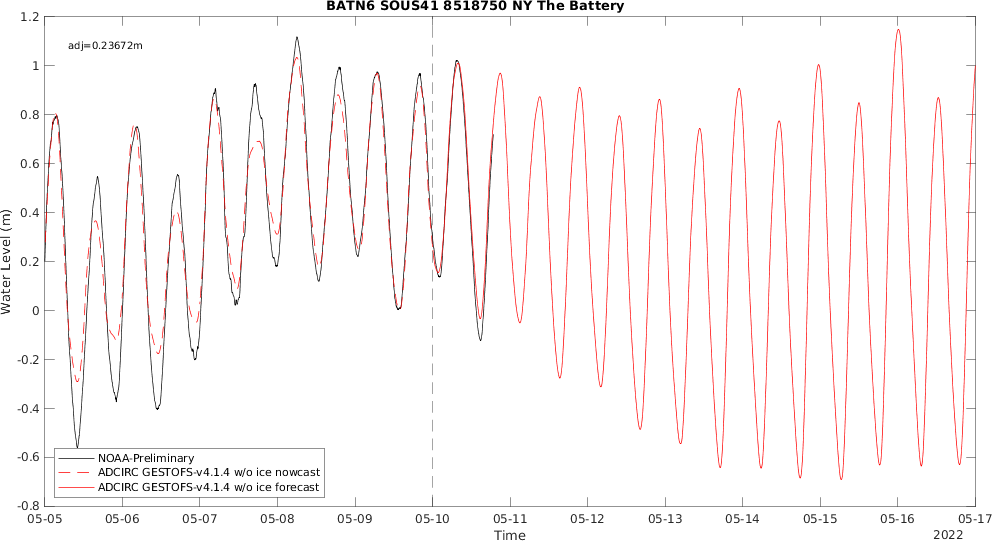 BATN6 SOUS41 8518750 NY The Battery
adj=0.23672m
1.2
1
0.8
0.6
0.4
0.2
0
-0.2
-0.4
-0.6
-0.8
Water Level (m)
NOAA-Preliminary
ADCIRC GESTOFS-v4.1.4 w/o ice nowcast
ADCIRC GESTOFS-v4.1.4 w/o ice forecast
05-05 05-06 05-07 05-08 05-09 05-10 05-11 05-12 05-13 05-14 05-15 05-16 05-17
Time
2022